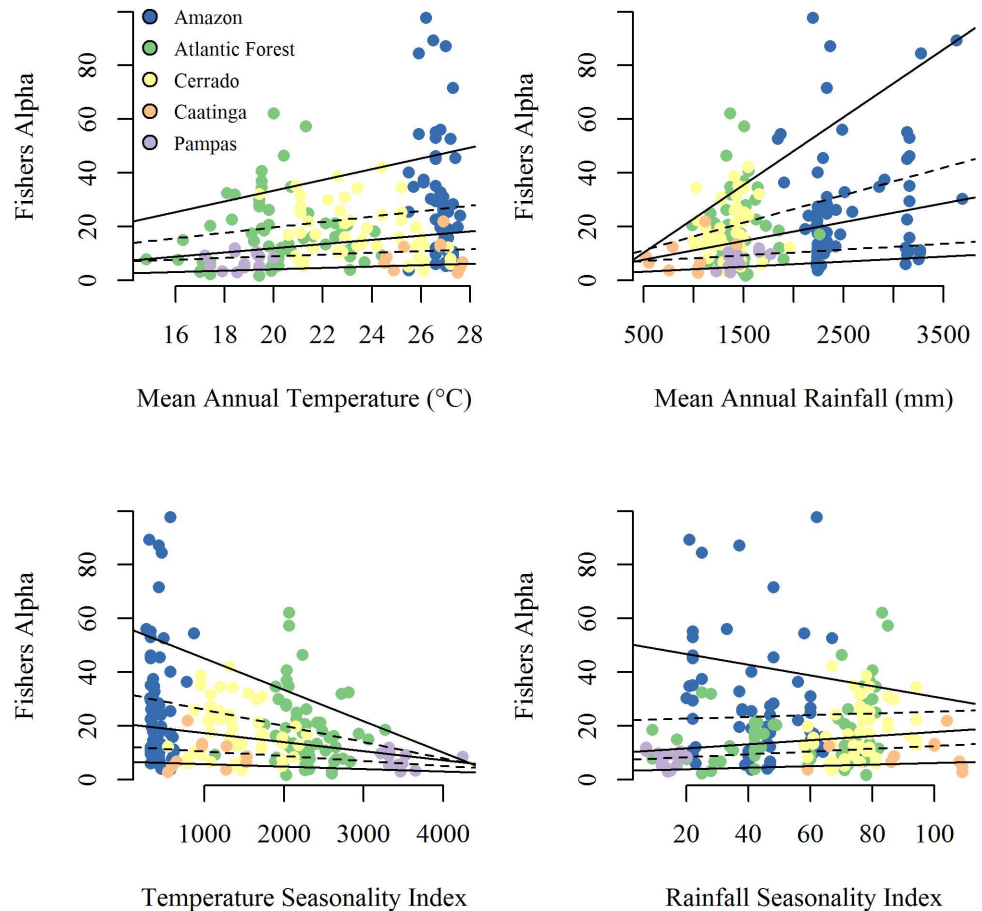 Amazon
Atlantic Forest
Cerrado
Caatinga
Pampas
Fishers Alpha
0 20 40 60 80
16 18 20 22 24 26 28
Mean Annual Temperature (°C)
Fishers Alpha
0 20 40 60 80
500 1500 2500 3500
Mean Annual Rainfall (mm)
Fishers Alpha
0 20 40 60 80
1000 2000 3000 4000
Temperature Seasonality Index
Fishers Alpha
0 20 40 60 80
20 40 60 80 100
Rainfall Seasonality Index